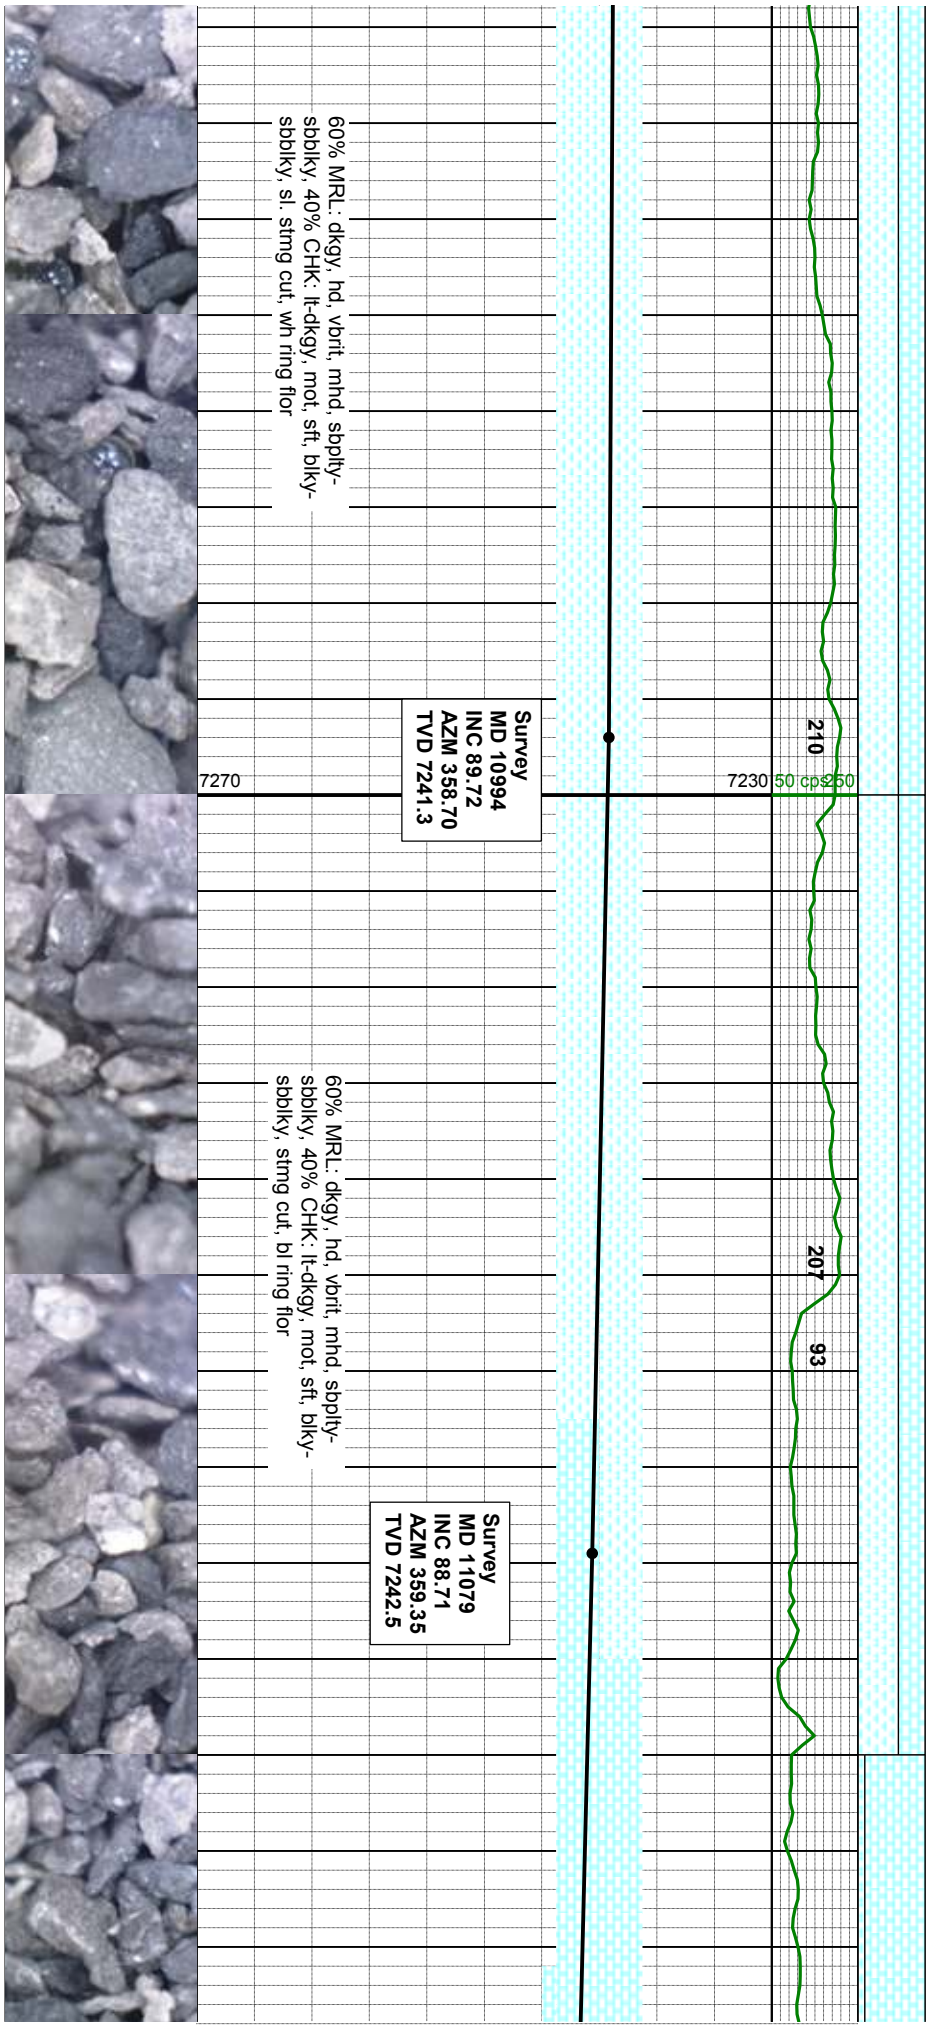 60% MRL: dkgy, hd, vbrit, mhd, sbplty-
sbblky, 40% CHK: lt-dkgy, mot, sft, blky-
sbblky, sl. stmg cut, wh ring flor
210
Survey
MD 10994
INC 89.72
AZM 358.70
TVD 7241.3
7270
7230
50 cps 250
60% MRL: dkgy, hd, vbrit, mhd, sbplty-
sbblky, 40% CHK: lt-dkgy, mot, sft, blky-
sbblky, stmg cut, bl ring flor
207
93
Survey
MD 11079
INC 88.71
AZM 359.35
TVD 7242.5